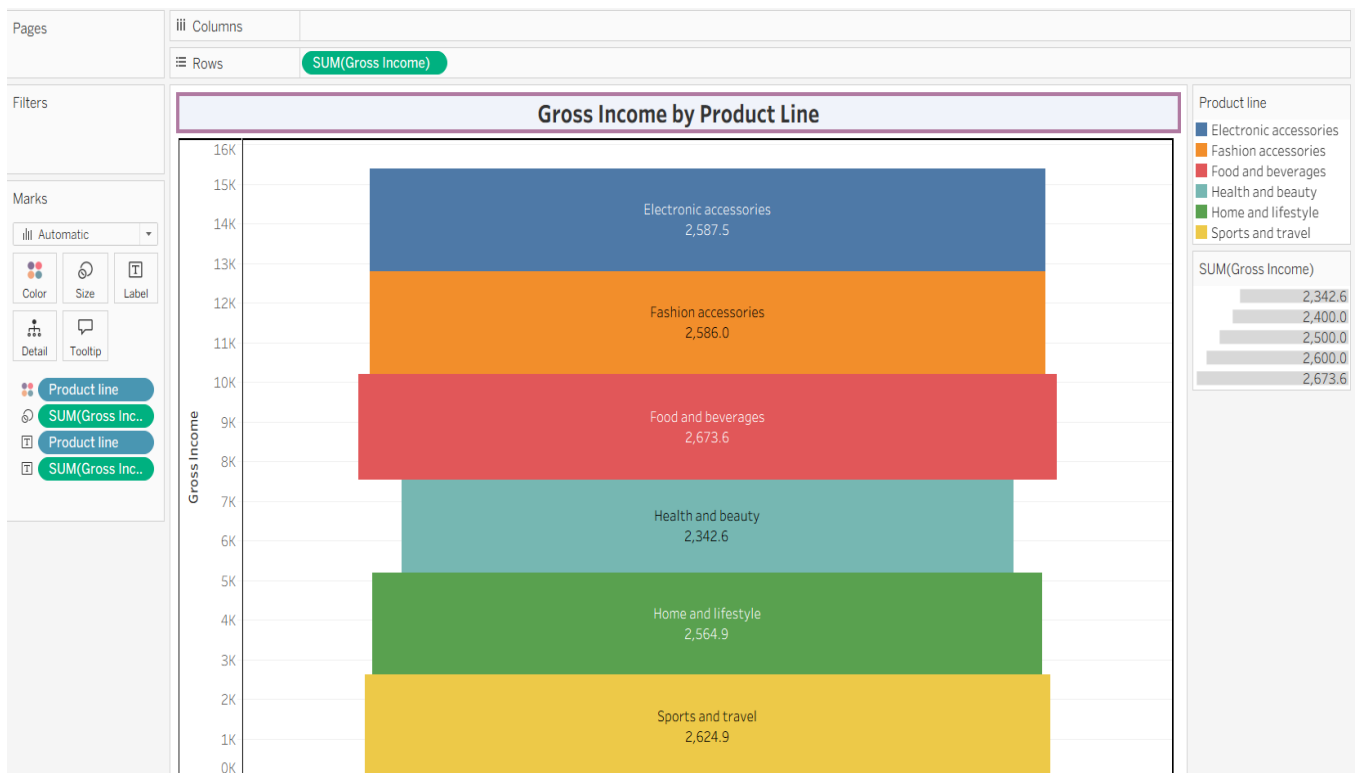 Pages
Columns
Rows
SUM(Gross Income)
Filters
Marks
Automatic
Color
Size
Label
Detail
Tooltip
Product line
SUM(Gross Inc..
Product line
SUM(Gross Inc..
Gross Income by Product Line
Gross Income
16K
15K
14K
13K
12K
11K
10K
9K
8K
7K
6K
5K
4K
3K
2K
1K
0K
Electronic accessories
2,587.5
Fashion accessories
2,586.0
Food and beverages
2,673.6
Health and beauty
2,342.6
Home and lifestyle
2,564.9
Sports and travel
2,624.9
Product line
Electronic accessories
Fashion accessories
Food and beverages
Health and beauty
Home and lifestyle
Sports and travel
SUM(Gross Income)
2,342.6
2,400.0
2,500.0
2,600.0
2,673.6